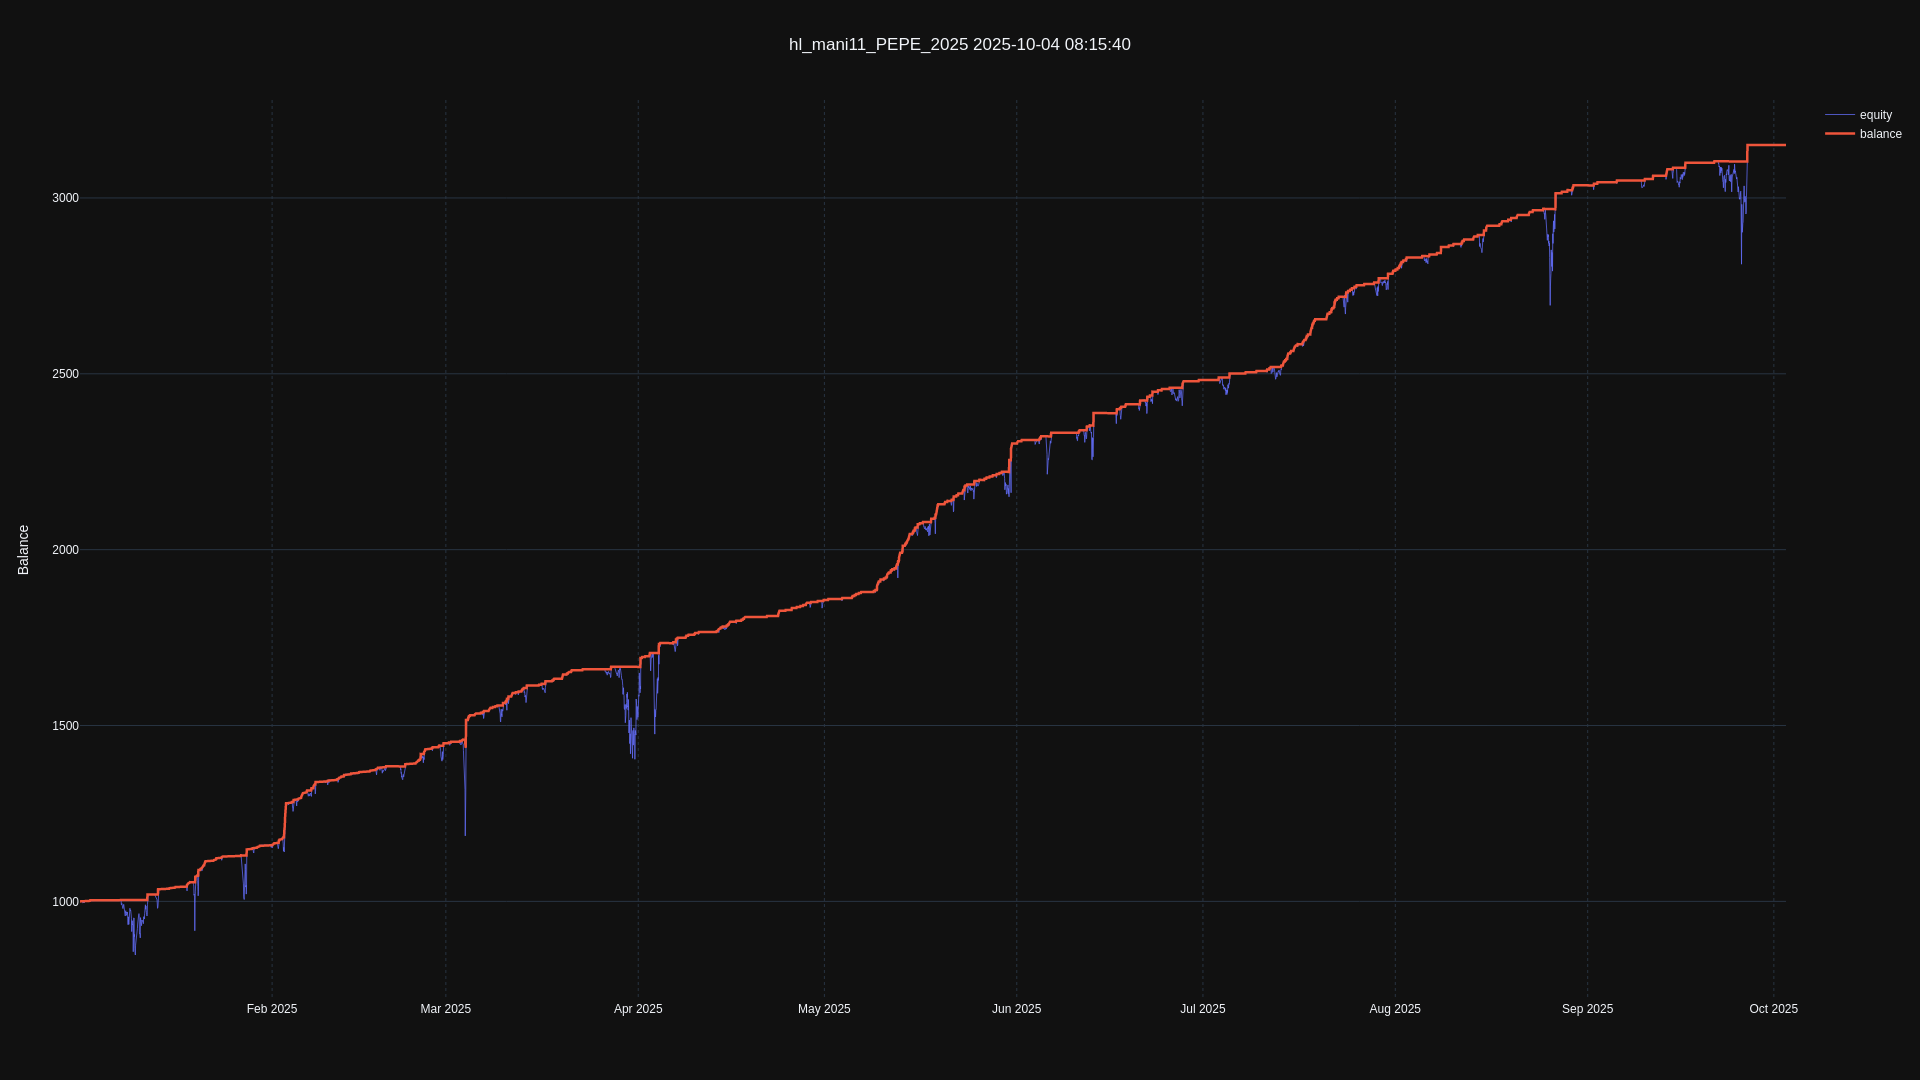 hl_mani11_PEPE_2025 2025-10-04 08:15:40
equity
balance
3000
2500
2000
1500
1000
Balance
Feb 2025
Mar 2025
Apr 2025
May 2025
Jun 2025
Jul 2025
Aug 2025
Sep 2025
Oct 2025